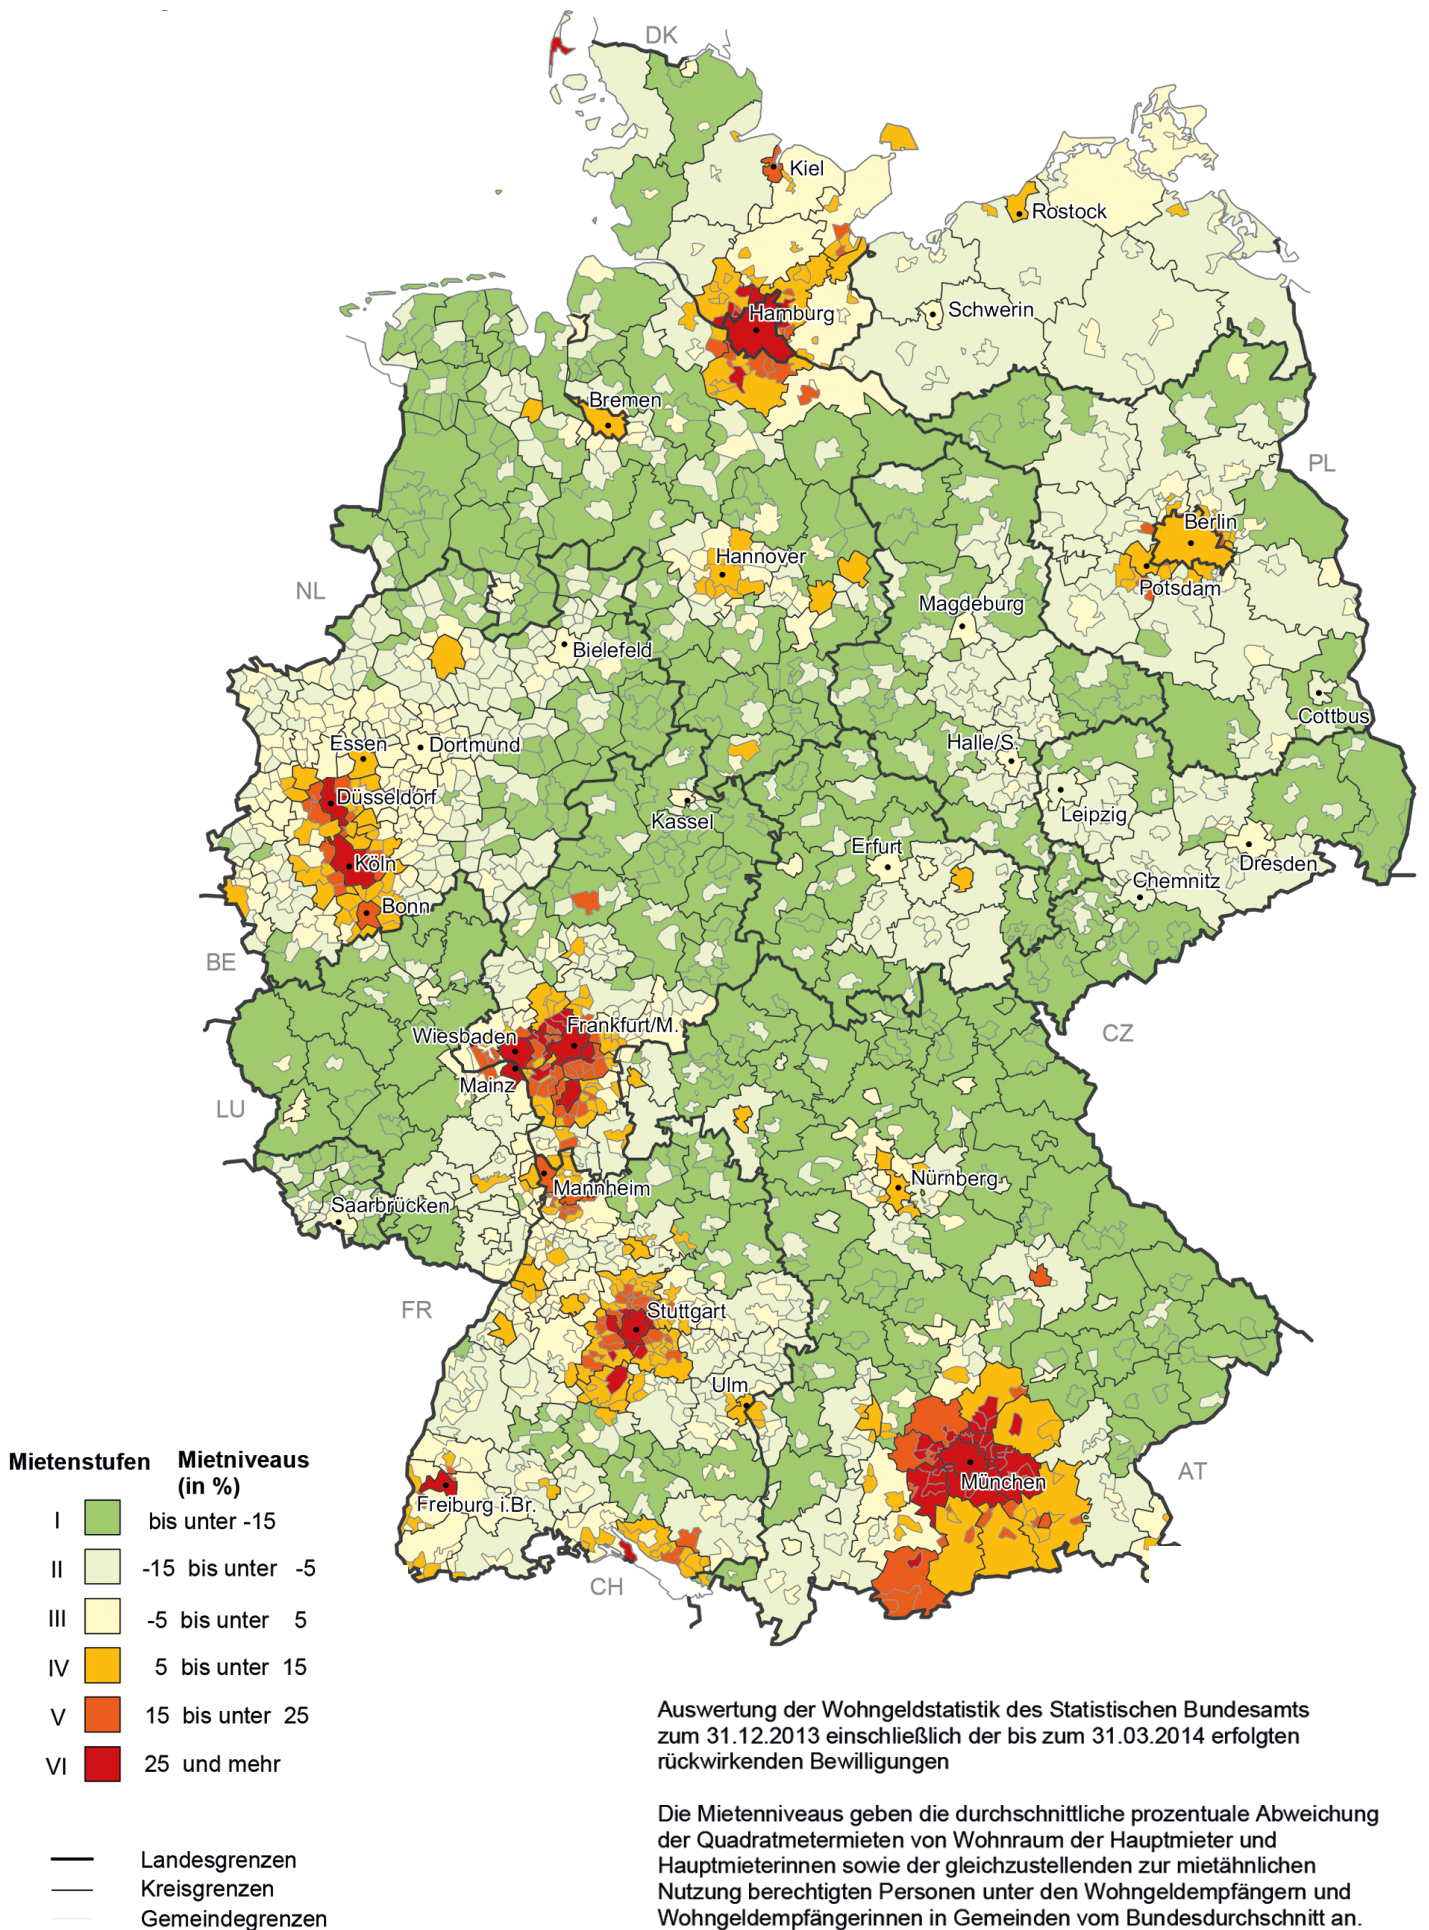 DK
Kiel
Rostock
Hamburg
Schwerin
Bremen
PL
Berlin
Hannover
Potsdam
NL
Magdeburg
Bielefeld
Cottbus
Essen
Dortmund
Halle/S.
Düsseldorf
Leipzig
Kassel
Erfurt
Dresden
Köln
Chemnitz
Bonn
BE
Wiesbaden
Frankfurt/M.
CZ
Mainz
LU
Nürnberg
Mannheim
Saarbrücken
FR
Stuttgart
Ulm
München
AT
Freiburg i.Br.
CH
Mietenstufen Mietniveaus
(in %)
I bis unter -15
II -15 bis unter -5
III -5 bis unter 5
IV 5 bis unter 15
V 15 bis unter 25
VI 25 und mehr
Landesgrenzen
Kreisgrenzen
Gemeindegrenzen
Auswertung der Wohngeldstatistik des Statistischen Bundesamts
zum 31.12.2013 einschließlich der bis zum 31.03.2014 erfolgten
rückwirkenden Bewilligungen
Die Mietenniveaus geben die durchschnittliche prozentuale Abweichung
der Quadratmetermieten von Wohnraum der Hauptmieter und
Hauptmieterinnen sowie der gleichzustellenden zur mietähnlichen
Nutzung berechtigten Personen unter den Wohngeldempfängern und
Wohngeldempfängerinnen in Gemeinden vom Bundesdurchschnitt an.